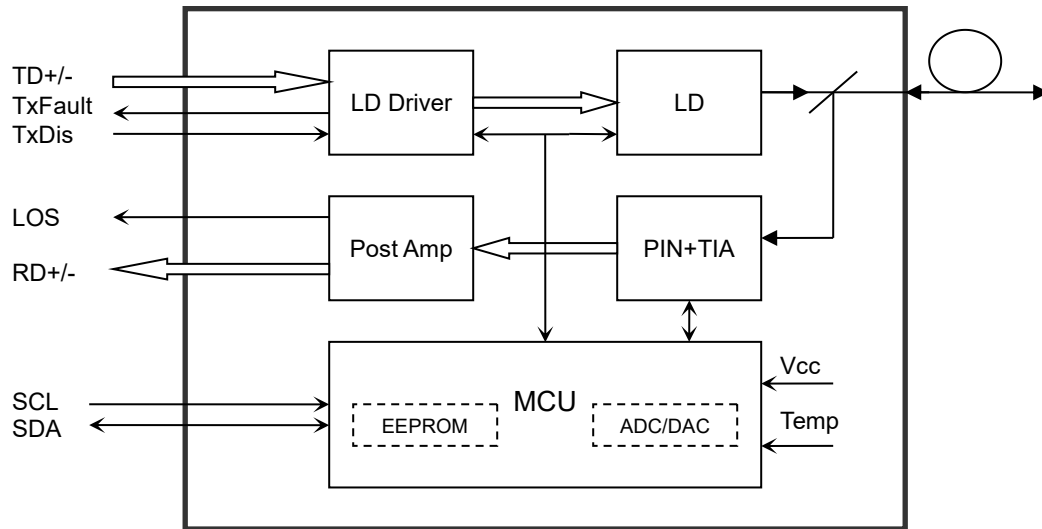 TD+/-
TxFault
TxDis
LD Driver
LD
LOS
RD+/-
Post Amp
PIN+TIA
SCL
SDA
MCU
EEPROM
ADC/DAC
Vcc
Temp